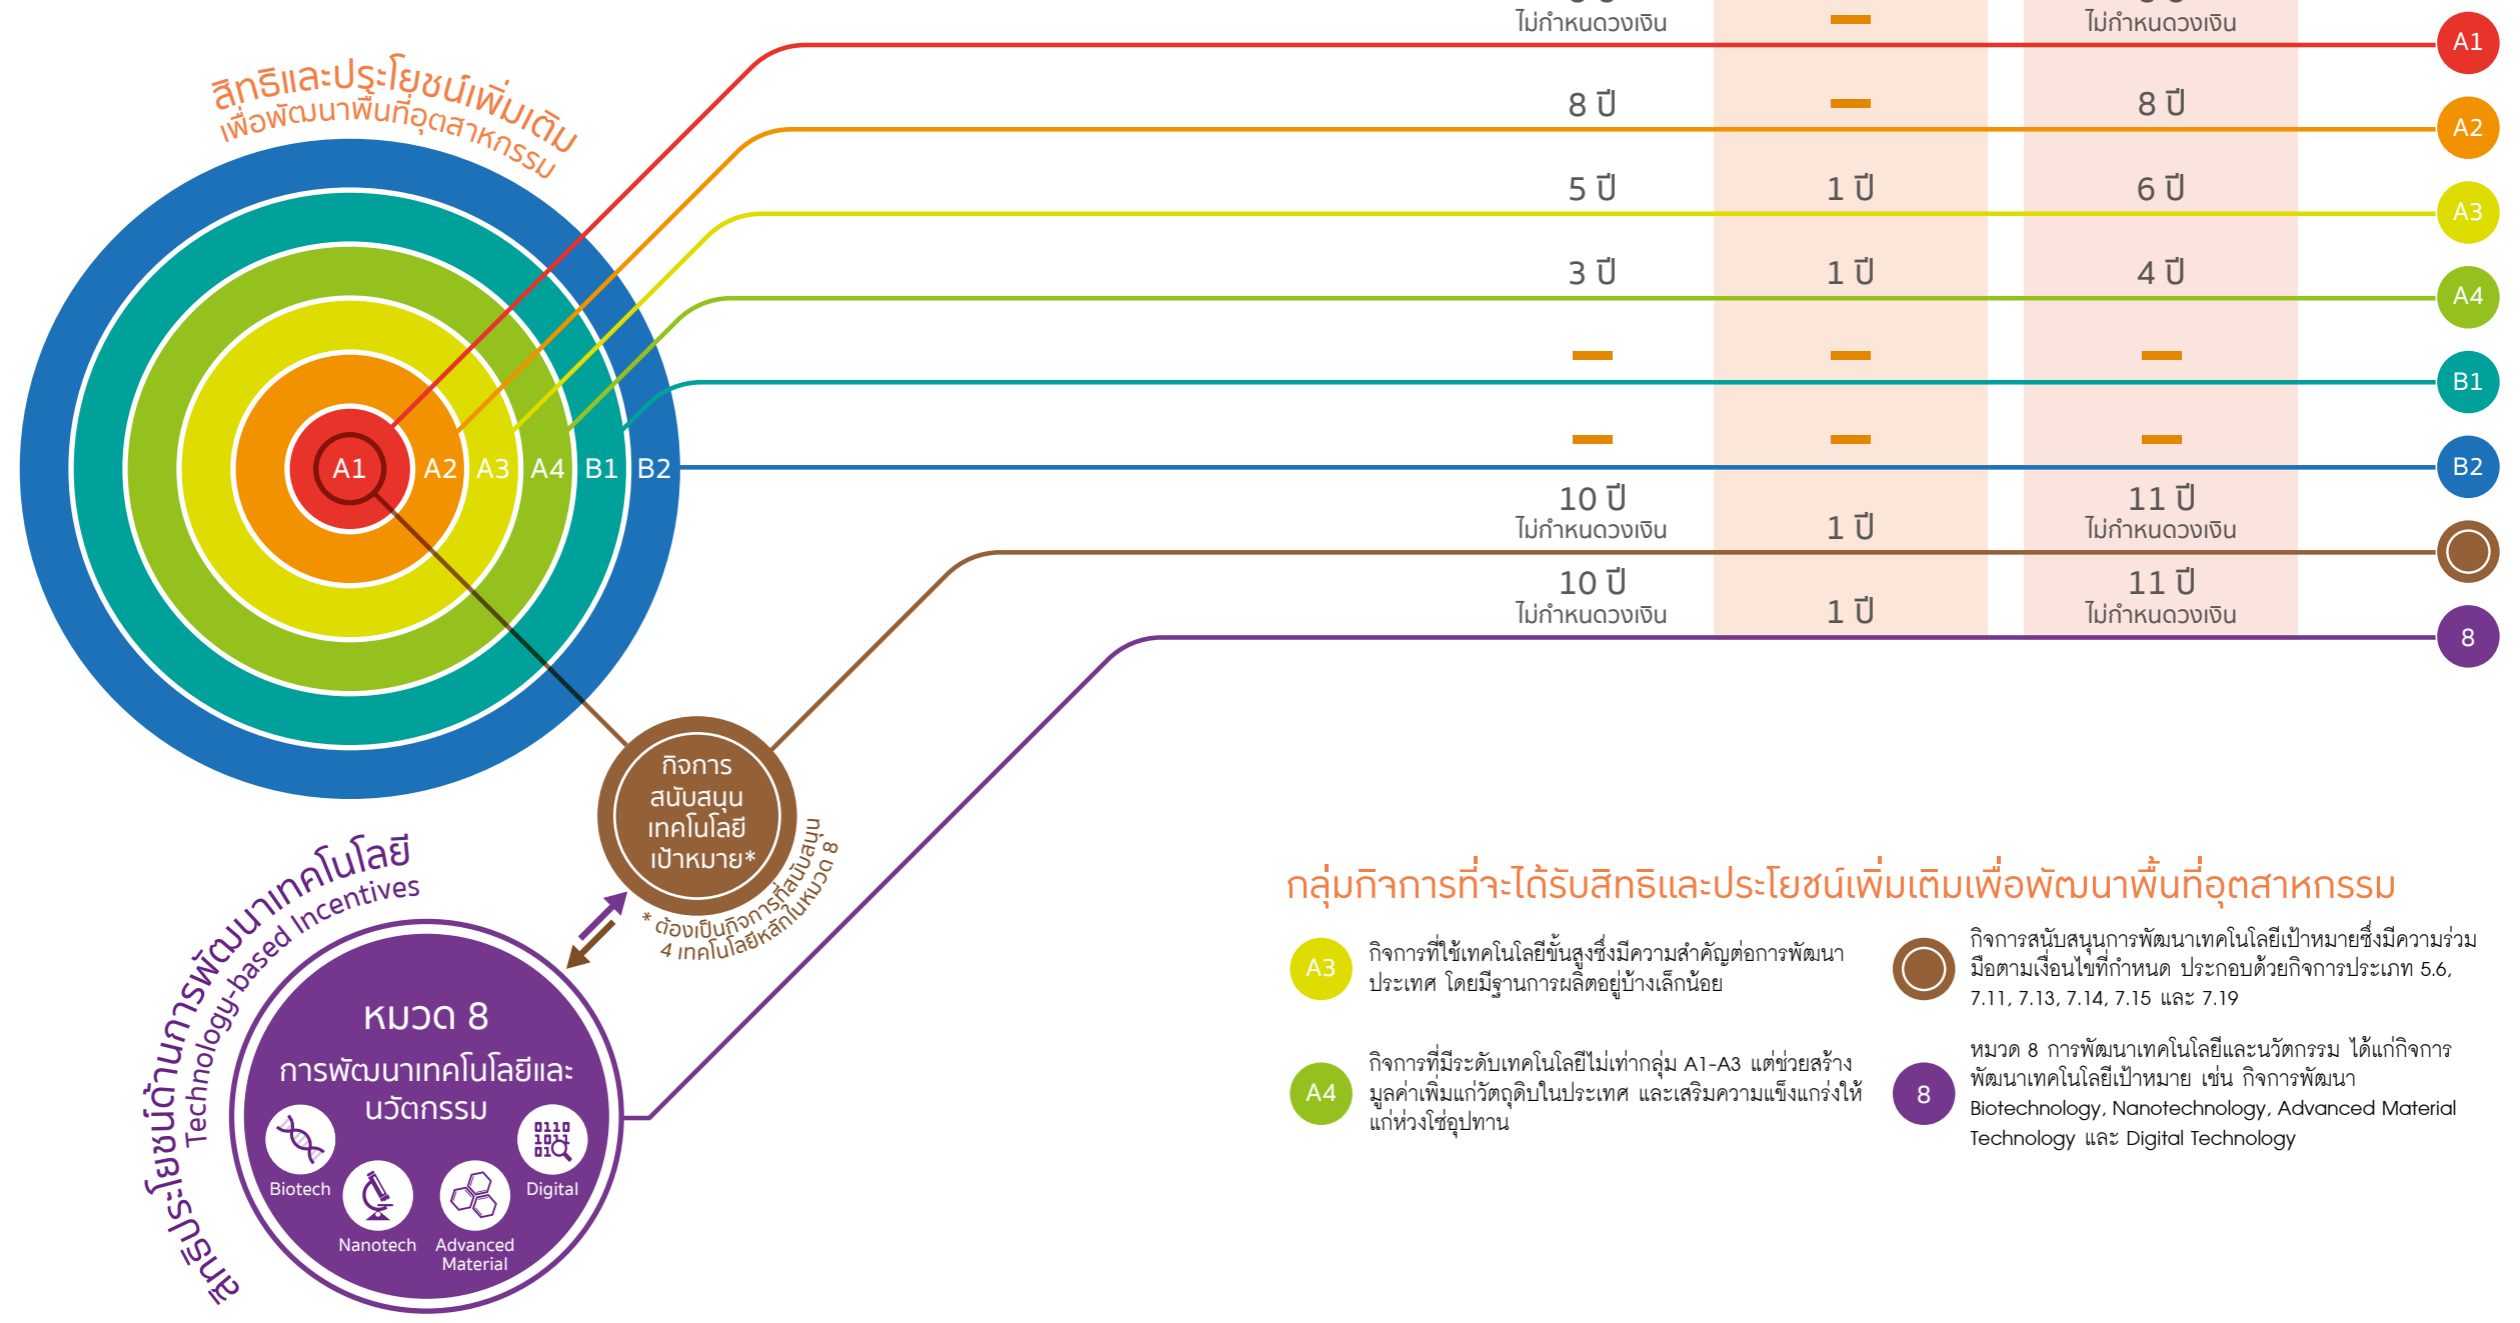 ไม่กำหนดวงเงิน
ไม่กำหนดวงเงิน
A1
8 ปี
8 ปี
A2
5 ปี
1 ปี
6 ปี
A3
3 ปี
1 ปี
4 ปี
A4
B1
B2
10 ปี
ไม่กำหนดวงเงิน
1 ปี
11 ปี
ไม่กำหนดวงเงิน
10 ปี
ไม่กำหนดวงเงิน
1 ปี
11 ปี
ไม่กำหนดวงเงิน
8
สิทธิและประโยชน์เพิ่มเติม
เพื่อพัฒนาพื้นที่อุตสาหกรรม
A1
A2
A3
A4
B1
B2
กิจการ
สนับสนุน
เทคโนโลยี
เป้าหมาย*
* ต้องเป็นกิจการที่สนับสนุน
4 เทคโนโลยีหลักในหมวด 8
สิทธิประโยชน์ด้านการพัฒนาเทคโนโลยี
Technology-based Incentives
หมวด 8
การพัฒนาเทคโนโลยีและ
นวัตกรรม
0110
1011
01
Biotech
Nanotech
Advanced
Material
Digital
กลุ่มกิจการที่จะได้รับสิทธิและประโยชน์เพิ่มเติมเพื่อพัฒนาพื้นที่อุตสาหกรรม
A3
กิจการที่ใช้เทคโนโลยีขั้นสูงซึ่งมีความสำคัญต่อการพัฒนา
ประเทศ โดยมีฐานการผลิตอยู่บ้างเล็กน้อย
A4
กิจการที่มีระดับเทคโนโลยีไม่เท่ากลุ่ม A1-A3 แต่ช่วยสร้าง
มูลค่าเพิ่มแก่วัตถุดิบในประเทศ และเสริมความแข็งแกร่งให้
แก่ห่วงโซ่อุปทาน
กิจการสนับสนุนการพัฒนาเทคโนโลยีเป้าหมายซึ่งมีความร่วม
มือตามเงื่อนไขที่กำหนด ประกอบด้วยกิจการประเภท 5.6,
7.11, 7.13, 7.14, 7.15 และ 7.19
8
หมวด 8 การพัฒนาเทคโนโลยีและนวัตกรรม ได้แก่กิจการ
พัฒนาเทคโนโลยีเป้าหมาย เช่น กิจการพัฒนา
Biotechnology, Nanotechnology, Advanced Material
Technology และ Digital Technology